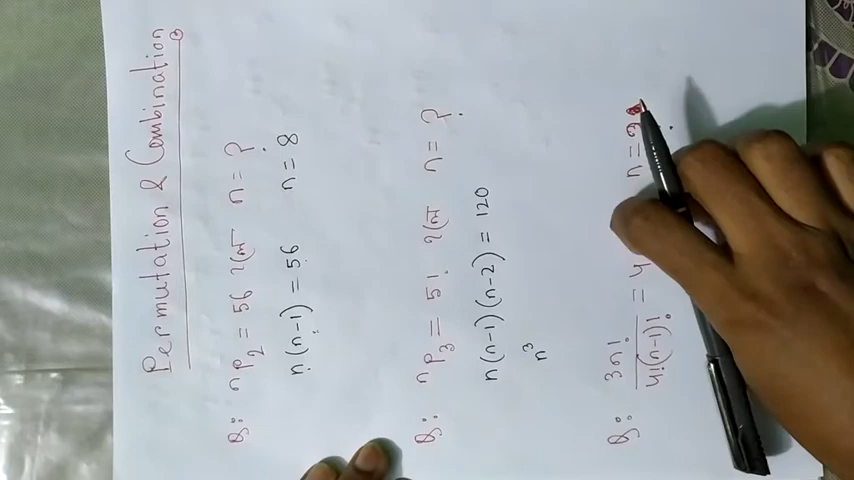 Permutation & Combination
Q: nP2 = 56 হলে n = ?
n(n-1) = 56 n = 8
Q: nP3 = 5! হলে n = ?
n(n-1)(n-2) = 120
n³
Q: 3n! / 4!(n-1)! = 4 n =